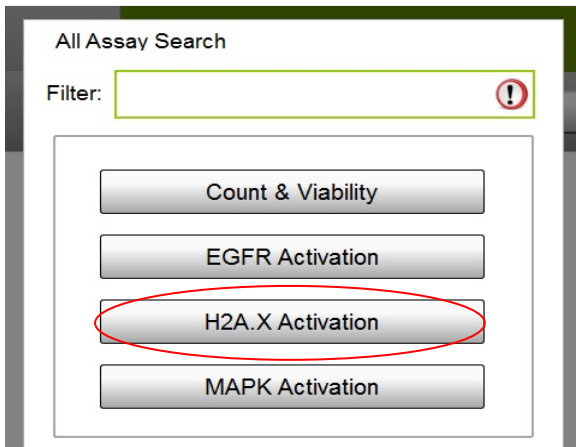 All Assay Search
Filter:
Count & Viability
EGFR Activation
H2A.X Activation
MAPK Activation